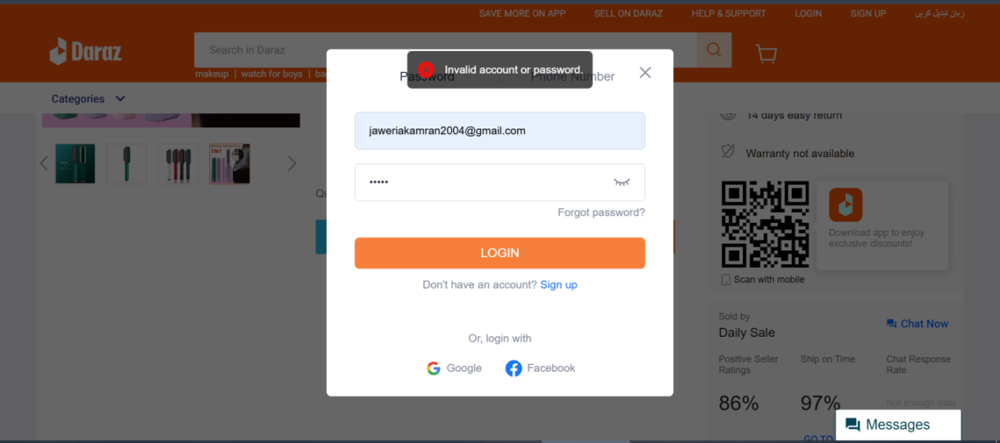 SAVE MORE ON APP SELL ON DARAZ HELP & SUPPORT LOGIN SIGN UP زبان تبدیل کریں
Daraz
Search in Daraz
makeup | watch for boys |
Invalid account or password.
Password Phone Number
Categories
jaweriakamran2004@gmail.com
•••••
Forgot password?
LOGIN
Don't have an account? Sign up
Or, login with
Google Facebook
14 days easy return
Warranty not available
Download app to enjoy
exclusive discounts!
Scan with mobile
Sold by
Daily Sale
Chat Now
Positive Seller
Ratings
Ship on Time
Chat Response
Rate
86% 97% Not enough data
GO TO
Messages